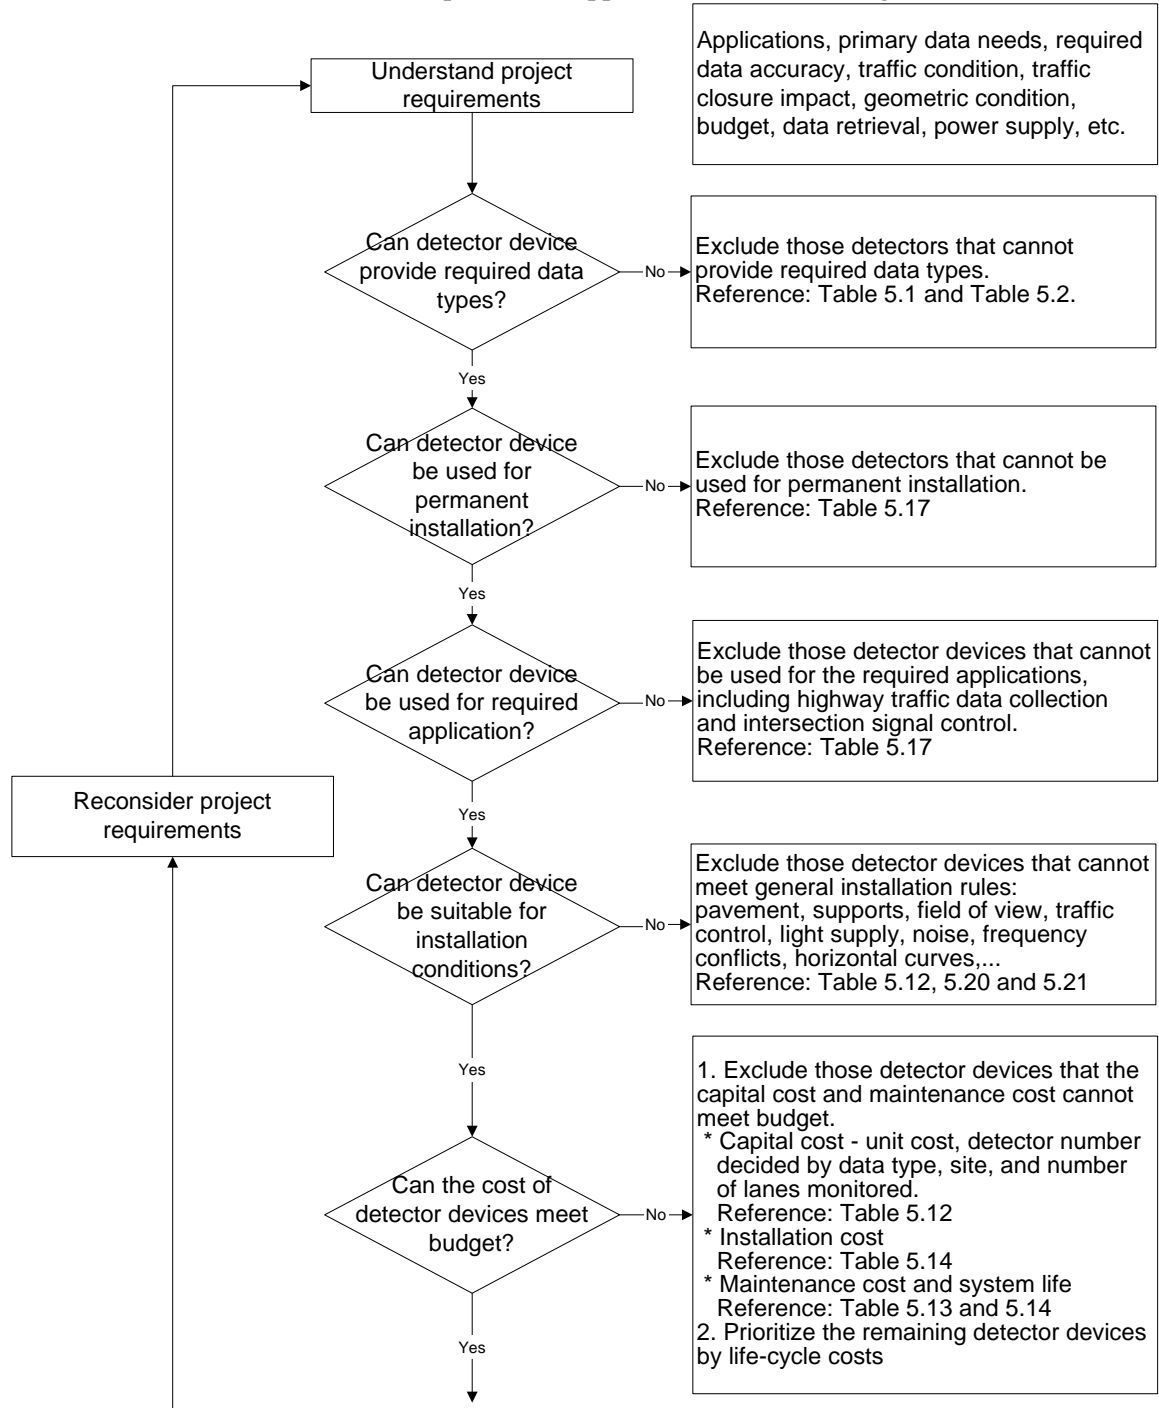 Understand project
requirements
Applications, primary data needs, required
data accuracy, traffic condition, traffic
closure impact, geometric condition,
budget, data retrieval, power supply, etc.
Can detector device
provide required data
types?
No
Exclude those detectors that cannot
provide required data types.
Reference: Table 5.1 and Table 5.2.
Yes
Can detector device
be used for
permanent
installation?
No
Exclude those detectors that cannot be
used for permanent installation.
Reference: Table 5.17
Yes
Can detector device
be used for required
application?
No
Exclude those detector devices that cannot
be used for the required applications,
including highway traffic data collection
and intersection signal control.
Reference: Table 5.17
Reconsider project
requirements
Yes
Can detector device
be suitable for
installation
conditions?
No
Exclude those detector devices that cannot
meet general installation rules:
pavement, supports, field of view, traffic
control, light supply, noise, frequency
conflicts, horizontal curves,...
Reference: Table 5.12, 5.20 and 5.21
Yes
Can the cost of
detector devices meet
budget?
No
1. Exclude those detector devices that the
capital cost and maintenance cost cannot
meet budget.
* Capital cost - unit cost, detector number
decided by data type, site, and number
of lanes monitored.
Reference: Table 5.12
* Installation cost
Reference: Table 5.14
* Maintenance cost and system life
Reference: Table 5.13 and 5.14
2. Prioritize the remaining detector devices
by life-cycle costs
Yes